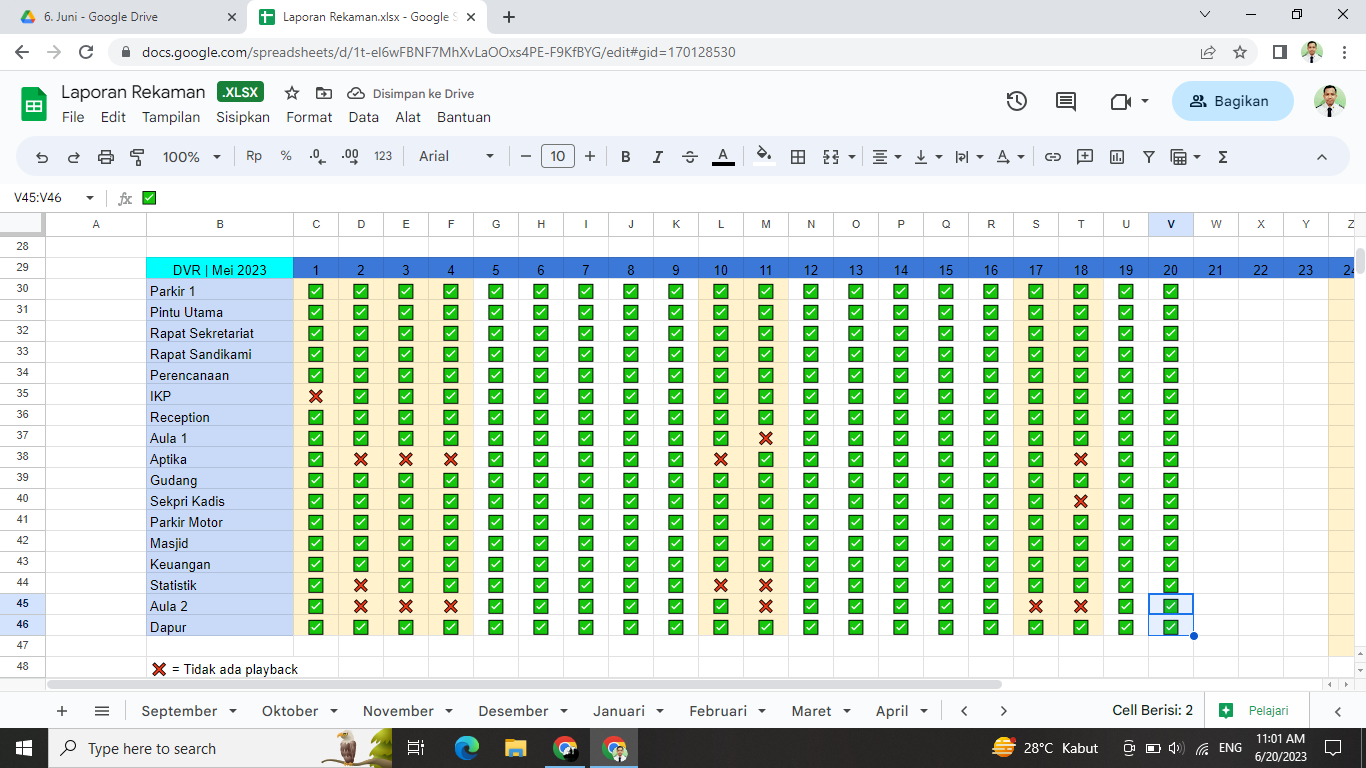 6. Juni - Google Drive
Laporan Rekaman.xlsx - Google S
docs.google.com/spreadsheets/d/1t-eI6wFBNF7MhXvLaOOxs4PE-F9KfBYG/edit#gid=170128530
Laporan Rekaman .XLSX Disimpan ke Drive
File Edit Tampilan Sisipkan Format Data Alat Bantuan
Bagikan
100% Rp % .0 .00 123 Arial 10 B I S A
V45:V46 fx ✅
A B C D E F G H I J K L M N O P Q R S T U V W X Y Z
28
29 DVR | Mei 2023 1 2 3 4 5 6 7 8 9 10 11 12 13 14 15 16 17 18 19 20 21 22 23 24
30 Parkir 1 ✅ ✅ ✅ ✅ ✅ ✅ ✅ ✅ ✅ ✅ ✅ ✅ ✅ ✅ ✅ ✅ ✅ ✅ ✅ ✅
31 Pintu Utama ✅ ✅ ✅ ✅ ✅ ✅ ✅ ✅ ✅ ✅ ✅ ✅ ✅ ✅ ✅ ✅ ✅ ✅ ✅ ✅
32 Rapat Sekretariat ✅ ✅ ✅ ✅ ✅ ✅ ✅ ✅ ✅ ✅ ✅ ✅ ✅ ✅ ✅ ✅ ✅ ✅ ✅ ✅
33 Rapat Sandikami ✅ ✅ ✅ ✅ ✅ ✅ ✅ ✅ ✅ ✅ ✅ ✅ ✅ ✅ ✅ ✅ ✅ ✅ ✅ ✅
34 Perencanaan ✅ ✅ ✅ ✅ ✅ ✅ ✅ ✅ ✅ ✅ ✅ ✅ ✅ ✅ ✅ ✅ ✅ ✅ ✅ ✅
35 IKP ❌ ✅ ✅ ✅ ✅ ✅ ✅ ✅ ✅ ✅ ✅ ✅ ✅ ✅ ✅ ✅ ✅ ✅ ✅ ✅
36 Reception ✅ ✅ ✅ ✅ ✅ ✅ ✅ ✅ ✅ ✅ ✅ ✅ ✅ ✅ ✅ ✅ ✅ ✅ ✅ ✅
37 Aula 1 ✅ ✅ ✅ ✅ ✅ ✅ ✅ ✅ ✅ ✅ ❌ ✅ ✅ ✅ ✅ ✅ ✅ ✅ ✅ ✅
38 Aptika ✅ ❌ ❌ ❌ ✅ ✅ ✅ ✅ ✅ ❌ ✅ ✅ ✅ ✅ ✅ ✅ ✅ ❌ ✅ ✅
39 Gudang ✅ ✅ ✅ ✅ ✅ ✅ ✅ ✅ ✅ ✅ ✅ ✅ ✅ ✅ ✅ ✅ ✅ ✅ ✅ ✅
40 Sekpri Kadis ✅ ✅ ✅ ✅ ✅ ✅ ✅ ✅ ✅ ✅ ✅ ✅ ✅ ✅ ✅ ✅ ✅ ❌ ✅ ✅
41 Parkir Motor ✅ ✅ ✅ ✅ ✅ ✅ ✅ ✅ ✅ ✅ ✅ ✅ ✅ ✅ ✅ ✅ ✅ ✅ ✅ ✅
42 Masjid ✅ ✅ ✅ ✅ ✅ ✅ ✅ ✅ ✅ ✅ ✅ ✅ ✅ ✅ ✅ ✅ ✅ ✅ ✅ ✅
43 Keuangan ✅ ✅ ✅ ✅ ✅ ✅ ✅ ✅ ✅ ✅ ✅ ✅ ✅ ✅ ✅ ✅ ✅ ✅ ✅ ✅
44 Statistik ✅ ❌ ✅ ✅ ✅ ✅ ✅ ✅ ✅ ❌ ❌ ✅ ✅ ✅ ✅ ✅ ✅ ✅ ✅ ✅
45 Aula 2 ✅ ❌ ❌ ❌ ✅ ✅ ✅ ✅ ✅ ✅ ❌ ✅ ✅ ✅ ✅ ✅ ❌ ❌ ✅ ✅
46 Dapur ✅ ✅ ✅ ✅ ✅ ✅ ✅ ✅ ✅ ✅ ✅ ✅ ✅ ✅ ✅ ✅ ✅ ✅ ✅ ✅
47
48 ❌ = Tidak ada playback
September Oktober November Desember Januari Februari Maret April Cell Berisi: 2 Pelajari
Type here to search
28°C Kabut ENG
11:01 AM
6/20/2023